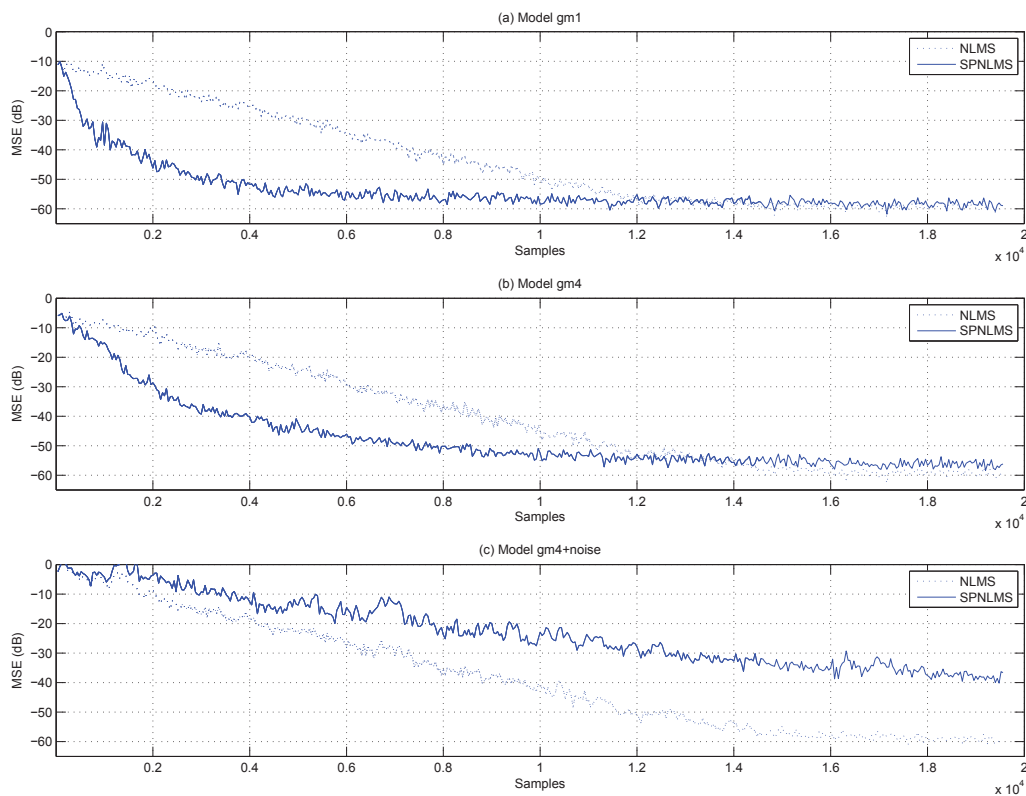 (a) Model gm1
0
−10
−20
−30
−40
−50
−60
MSE (dB)
NLMS
SPNLMS
0.2 0.4 0.6 0.8 1 1.2 1.4 1.6 1.8 2
Samples
x 10^4
(b) Model gm4
0
−10
−20
−30
−40
−50
−60
MSE (dB)
NLMS
SPNLMS
0.2 0.4 0.6 0.8 1 1.2 1.4 1.6 1.8 2
Samples
x 10^4
(c) Model gm4+noise
0
−10
−20
−30
−40
−50
−60
MSE (dB)
NLMS
SPNLMS
0.2 0.4 0.6 0.8 1 1.2 1.4 1.6 1.8 2
Samples
x 10^4